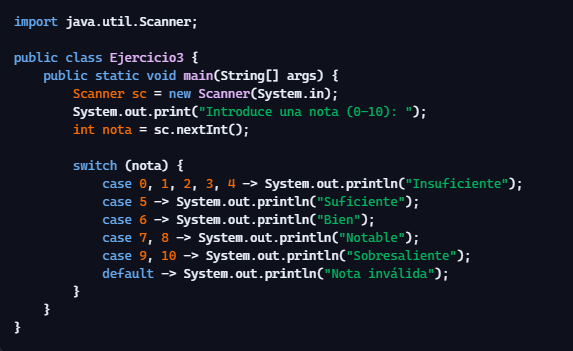 import java.util.Scanner;

public class Ejercicio3 {
    public static void main(String[] args) {
        Scanner sc = new Scanner(System.in);
        System.out.print("Introduce una nota (0-10): ");
        int nota = sc.nextInt();

        switch (nota) {
            case 0, 1, 2, 3, 4 -> System.out.println("Insuficiente");
            case 5 -> System.out.println("Suficiente");
            case 6 -> System.out.println("Bien");
            case 7, 8 -> System.out.println("Notable");
            case 9, 10 -> System.out.println("Sobresaliente");
            default -> System.out.println("Nota inválida");
        }
    }
}